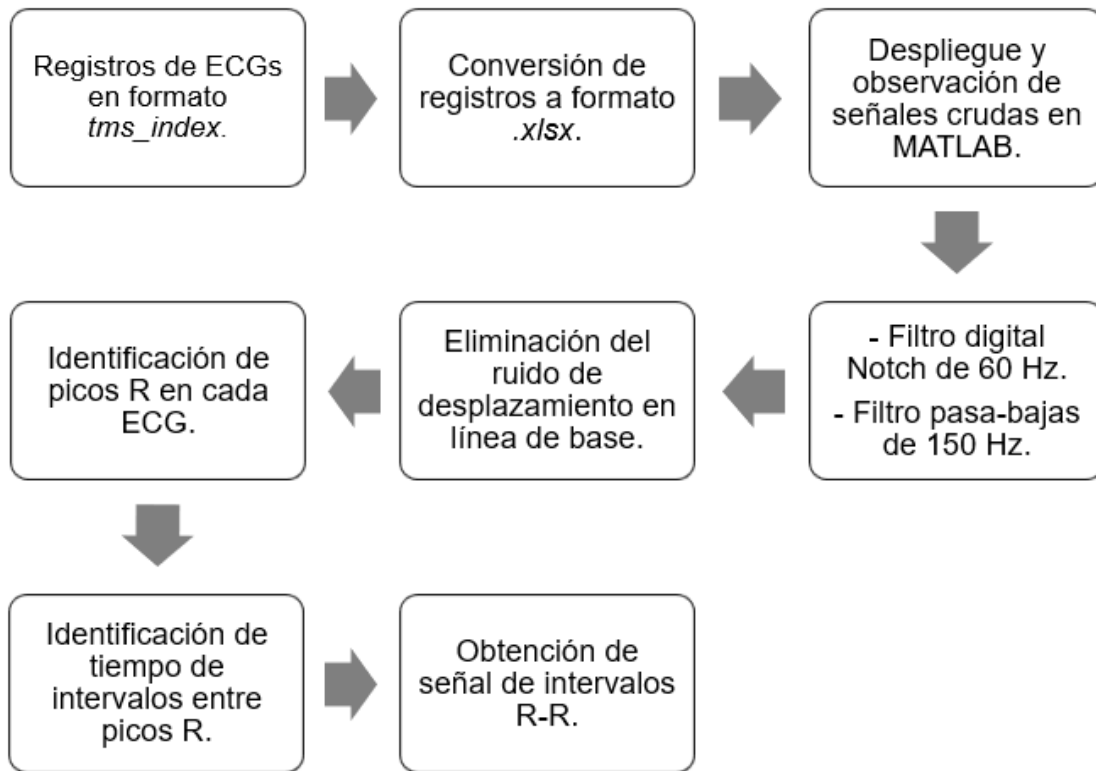 Registros de ECGs
en formato
tms_index.
Conversión de
registros a formato
.xlsx.
Despliegue y
observación de
señales crudas en
MATLAB.
- Filtro digital
Notch de 60 Hz.
- Filtro pasa-bajas
de 150 Hz.
Eliminación del
ruido de
desplazamiento en
línea de base.
Identificación de
picos R en cada
ECG.
Identificación de
tiempo de
intervalos entre
picos R.
Obtención de
señal de intervalos
R-R.